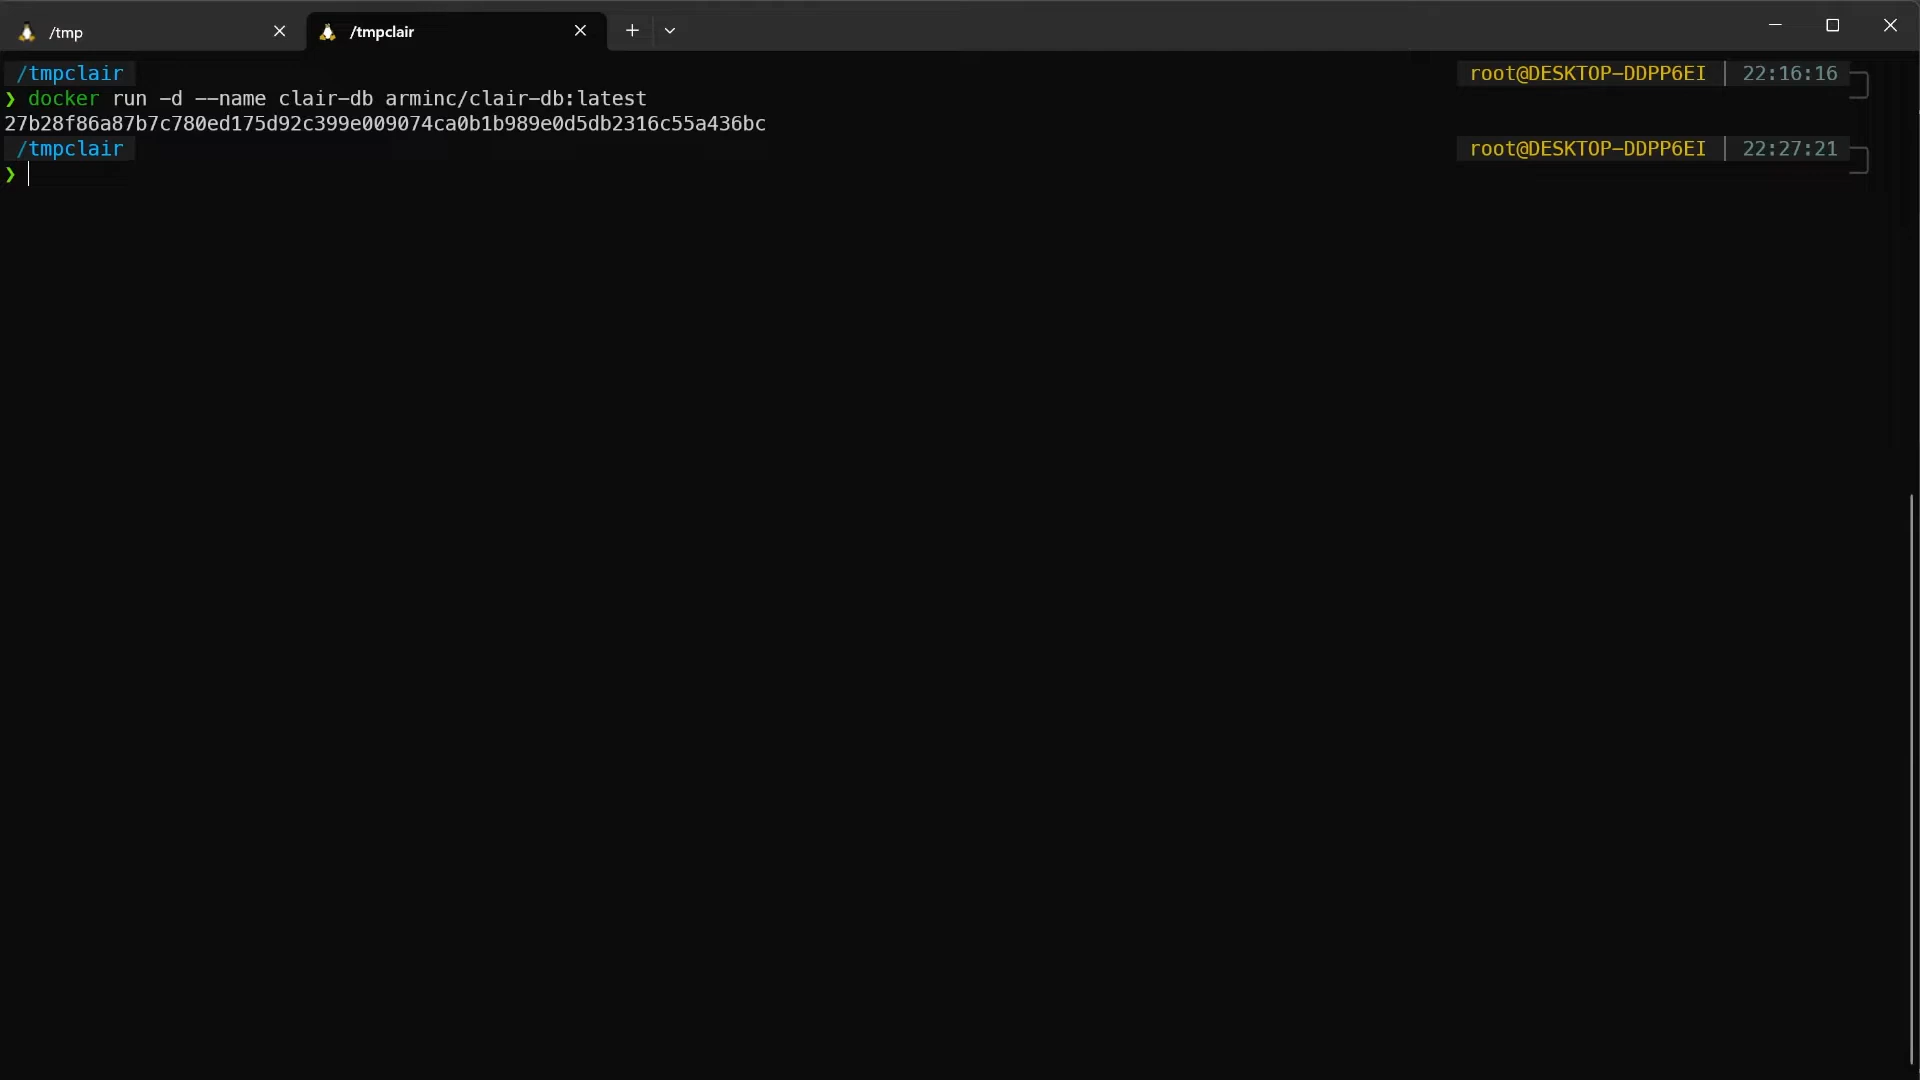 /tmp
/tmpclair
/tmpclair root@DESKTOP-DDPP6EI | 22:16:16
❯ docker run -d --name clair-db arminc/clair-db:latest
27b28f86a87b7c780ed175d92c399e009074ca0b1b989e0d5db2316c55a436bc
/tmpclair root@DESKTOP-DDPP6EI | 22:27:21
❯